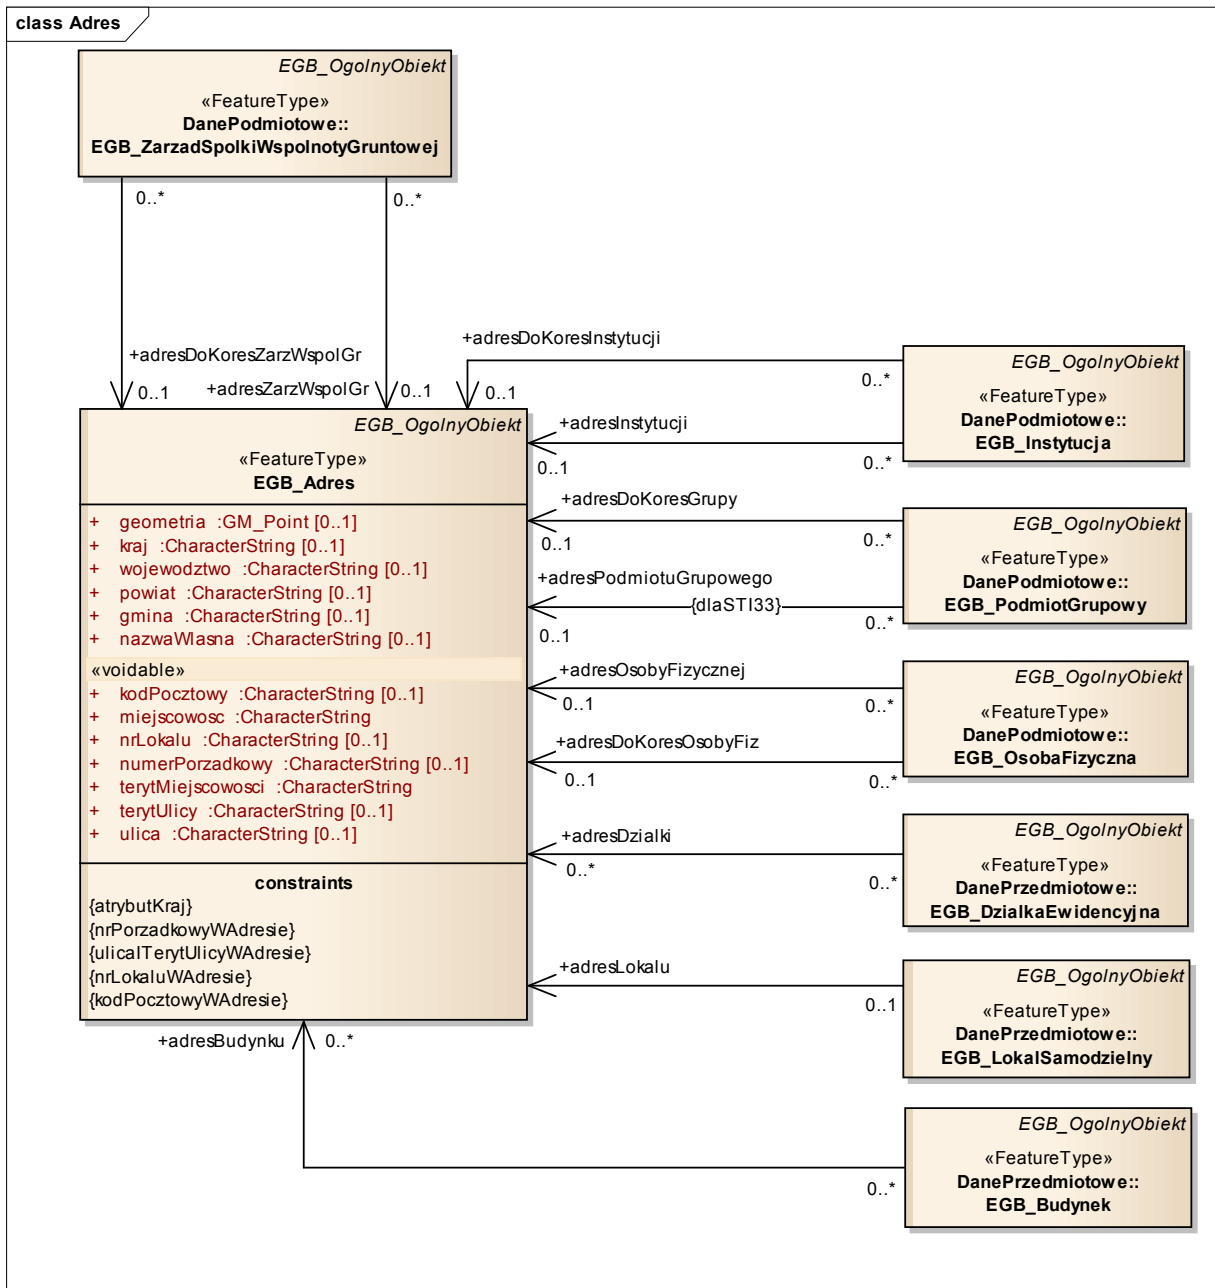 class Adres
EGB_OgolnyObiekt
«FeatureType»
DanePodmiotowe::
EGB_ZarzadSpolkiWspolnotyGruntowej
0..*
0..*
+adresDoKoresZarzWspolGr
0..1
+adresZarzWspolGr
0..1
+adresDoKoresInstytucji
0..1
0..*
EGB_OgolnyObiekt
«FeatureType»
DanePodmiotowe::
EGB_Instytucja
+adresInstytucji
0..1
0..*
EGB_OgolnyObiekt
«FeatureType»
EGB_Adres
+ geometria :GM_Point [0..1]
+ kraj :CharacterString [0..1]
+ wojewodztwo :CharacterString [0..1]
+ powiat :CharacterString [0..1]
+ gmina :CharacterString [0..1]
+ nazwaWlasna :CharacterString [0..1]
«voidable»
+ kodPocztowy :CharacterString [0..1]
+ miejscowosc :CharacterString
+ nrLokalu :CharacterString [0..1]
+ numerPorzadkowy :CharacterString [0..1]
+ terytMiejscowosci :CharacterString
+ terytUlicy :CharacterString [0..1]
+ ulica :CharacterString [0..1]
constraints
{atrybutKraj}
{nrPorzadkowyWAdresie}
{ulicaITerytUlicyWAdresie}
{nrLokaluWAdresie}
{kodPocztowyWAdresie}
+adresDoKoresGrupy
0..1
0..*
+adresPodmiotuGrupowego
{dlaSTI33}
0..1
0..*
EGB_OgolnyObiekt
«FeatureType»
DanePodmiotowe::
EGB_PodmiotGrupowy
+adresOsobyFizycznej
0..1
0..*
+adresDoKoresOsobyFiz
0..1
0..*
EGB_OgolnyObiekt
«FeatureType»
DanePodmiotowe::
EGB_OsobaFizyczna
+adresDzialki
0..*
0..*
EGB_OgolnyObiekt
«FeatureType»
DanePrzedmiotowe::
EGB_DzialkaEwidencyjna
+adresLokalu
0..1
EGB_OgolnyObiekt
«FeatureType»
DanePrzedmiotowe::
EGB_LokalSamodzielny
+adresBudynku
0..*
0..*
EGB_OgolnyObiekt
«FeatureType»
DanePrzedmiotowe::
EGB_Budynek